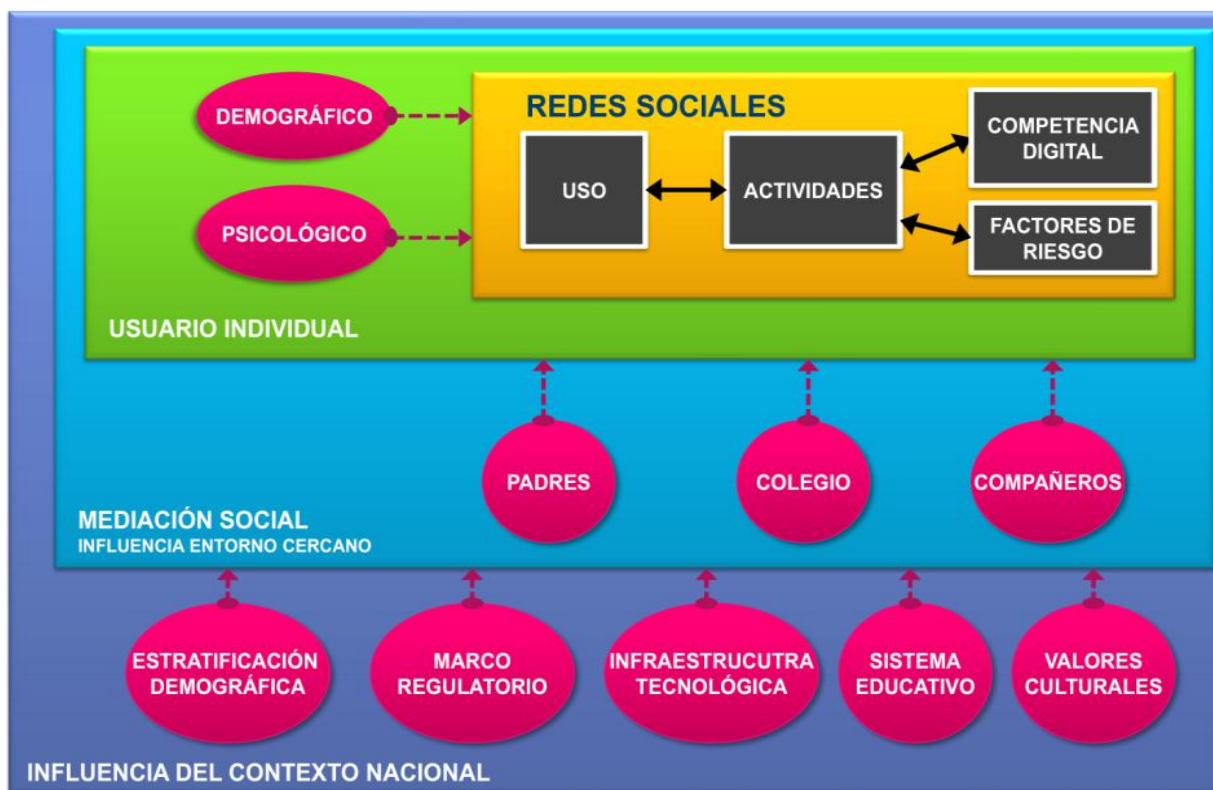 REDES SOCIALES
DEMOGRÁFICO
PSICOLÓGICO
USO
ACTIVIDADES
COMPETENCIA
DIGITAL
FACTORES DE
RIESGO
USUARIO INDIVIDUAL
PADRES
COLEGIO
COMPAÑEROS
MEDIACIÓN SOCIAL
INFLUENCIA ENTORNO CERCANO
ESTRATIFICACIÓN
DEMOGRÁFICA
MARCO
REGULATORIO
INFRAESTRUCUTRA
TECNOLÓGICA
SISTEMA
EDUCATIVO
VALORES
CULTURALES
INFLUENCIA DEL CONTEXTO NACIONAL